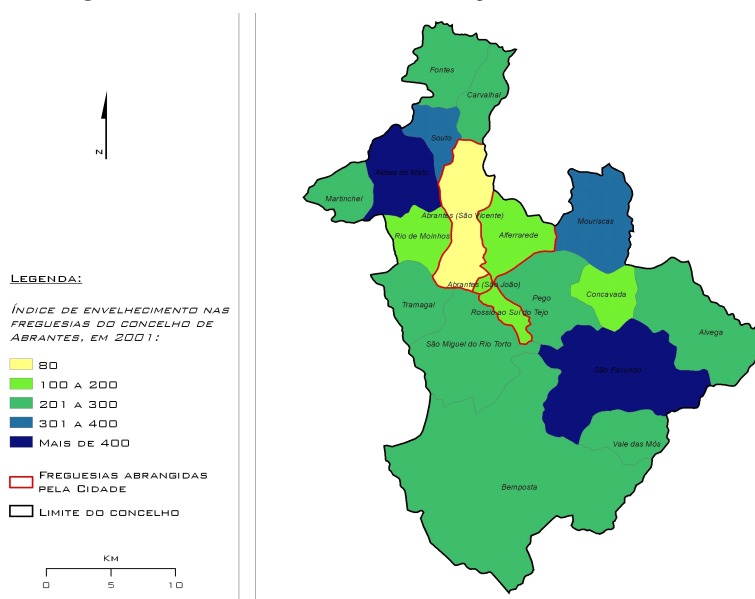 N
Legenda:
Índice de envelhecimento nas
freguesias do concelho de
Abrantes, em 2001:
80
100 a 200
201 a 300
301 a 400
Mais de 400
Freguesias abrangidas
pela Cidade
Limite do concelho
Km
0 5 10
Fontes
Carvalhal
Souto
Aldeia do Mato
Martinchel
Abrantes (São Vicente)
Mouriscas
Rio de Moinhos
Alferrarede
Abrantes (São João)
Concavada
Pego
Tramagal
Rossio ao Sul do Tejo
Alvega
São Miguel do Rio Torto
São Facundo
Vale das Mós
Bemposta